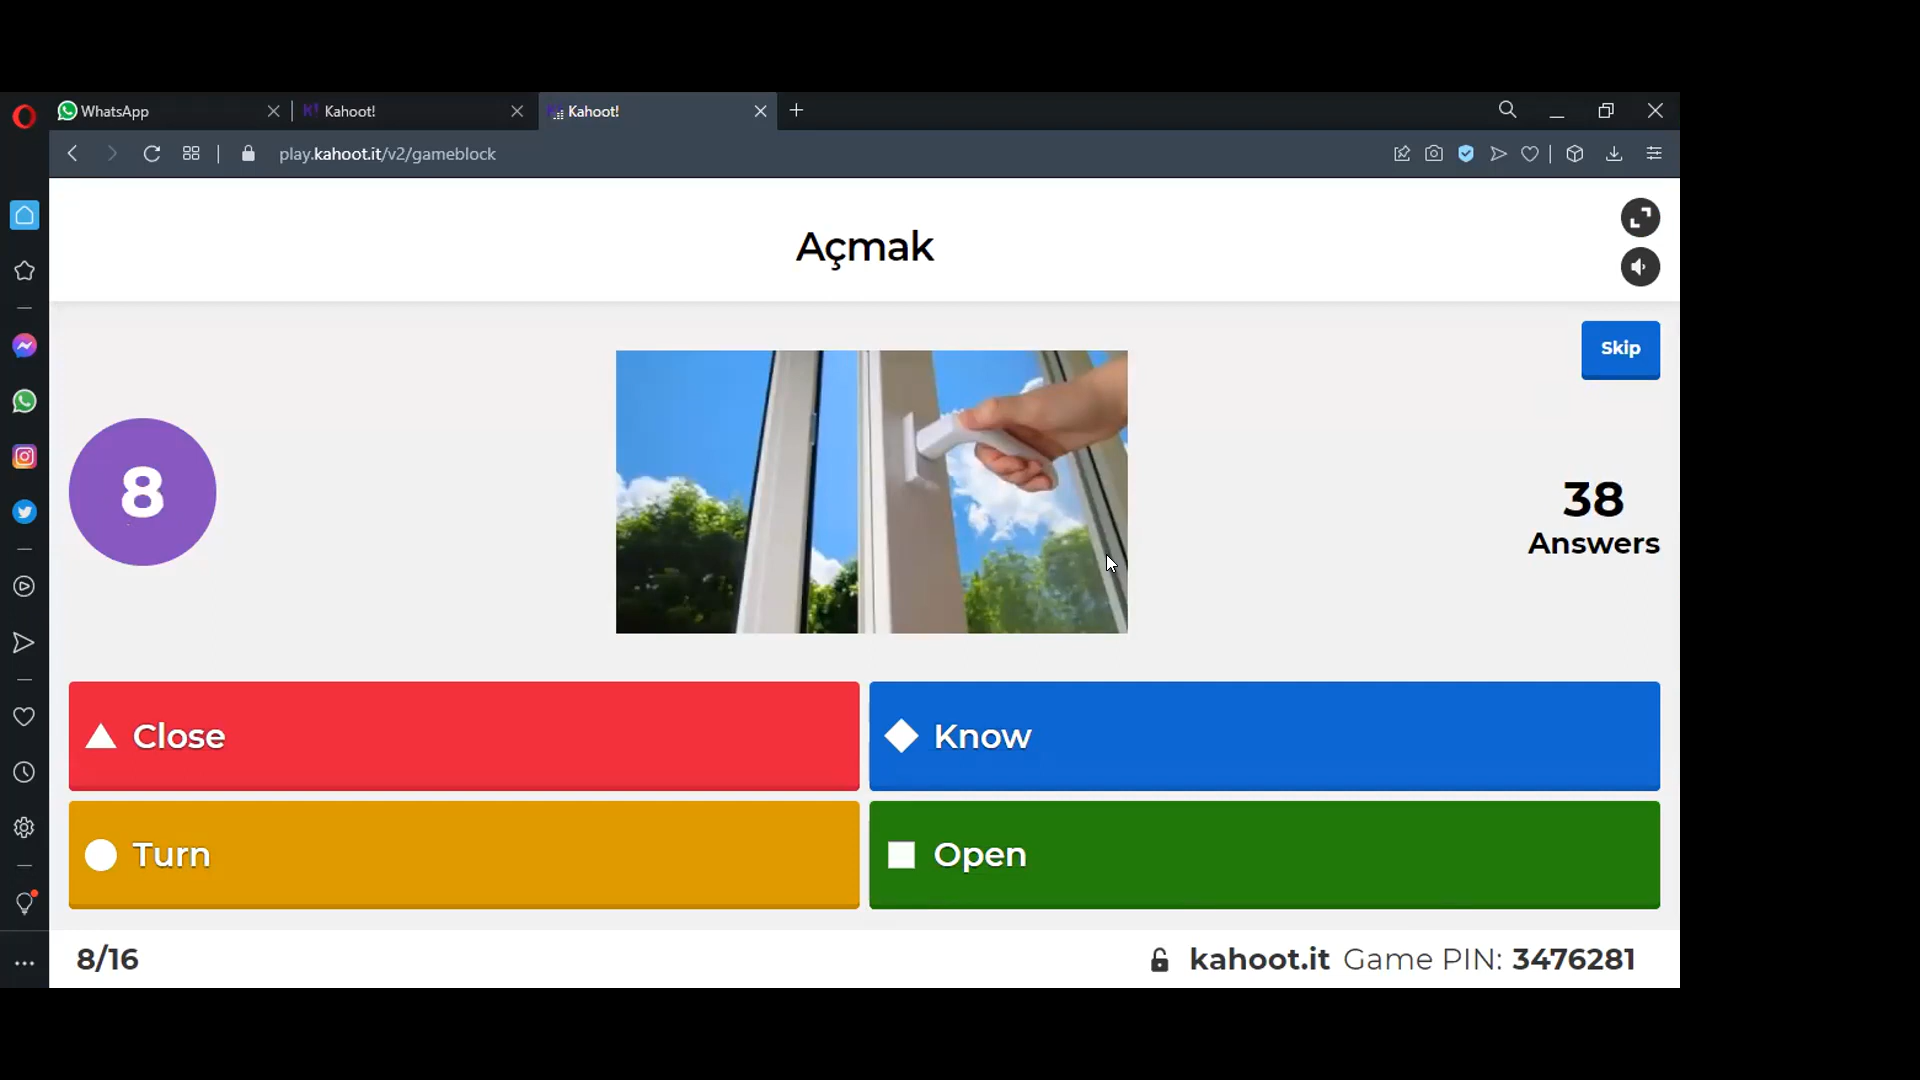 WhatsApp
Kahoot!
Kahoot!
play.kahoot.it/v2/gameblock
Açmak
Skip
8
38
Answers
Close
Know
Turn
Open
8/16
kahoot.it Game PIN: 3476281